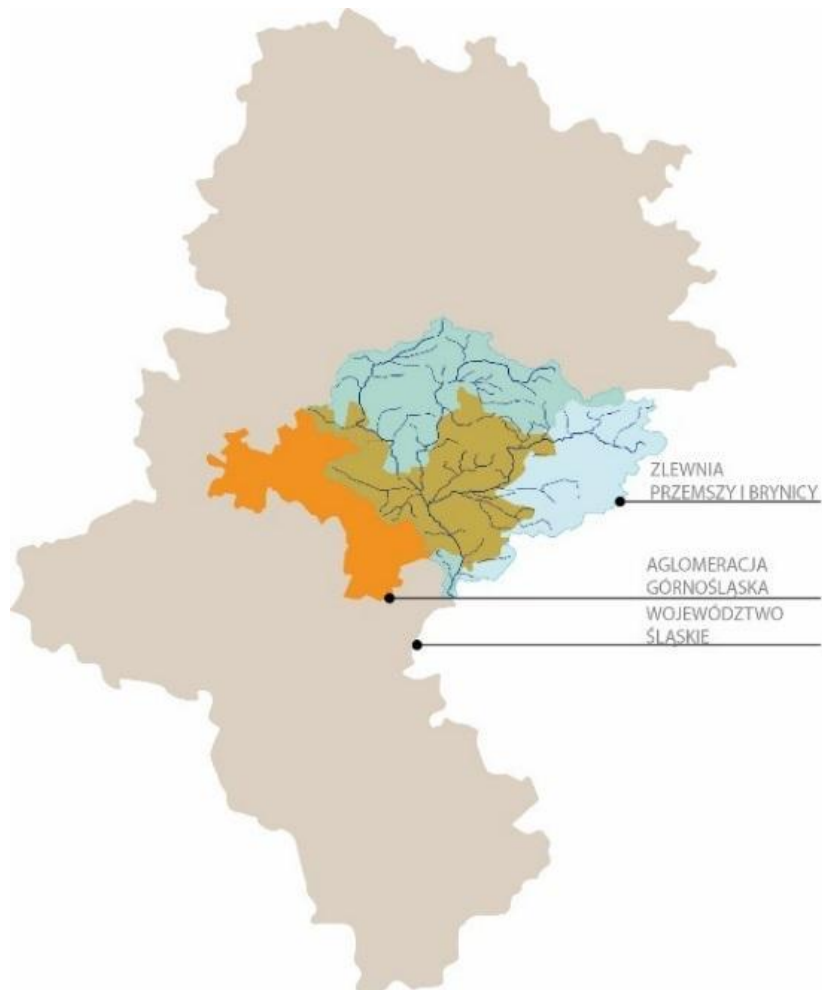 ZLEWNIA
PRZEMSZY I BRYNICY
AGLOMERACJA
GÓRNOŚLĄSKA
WOJEWÓDZTWO
ŚLĄSKIE